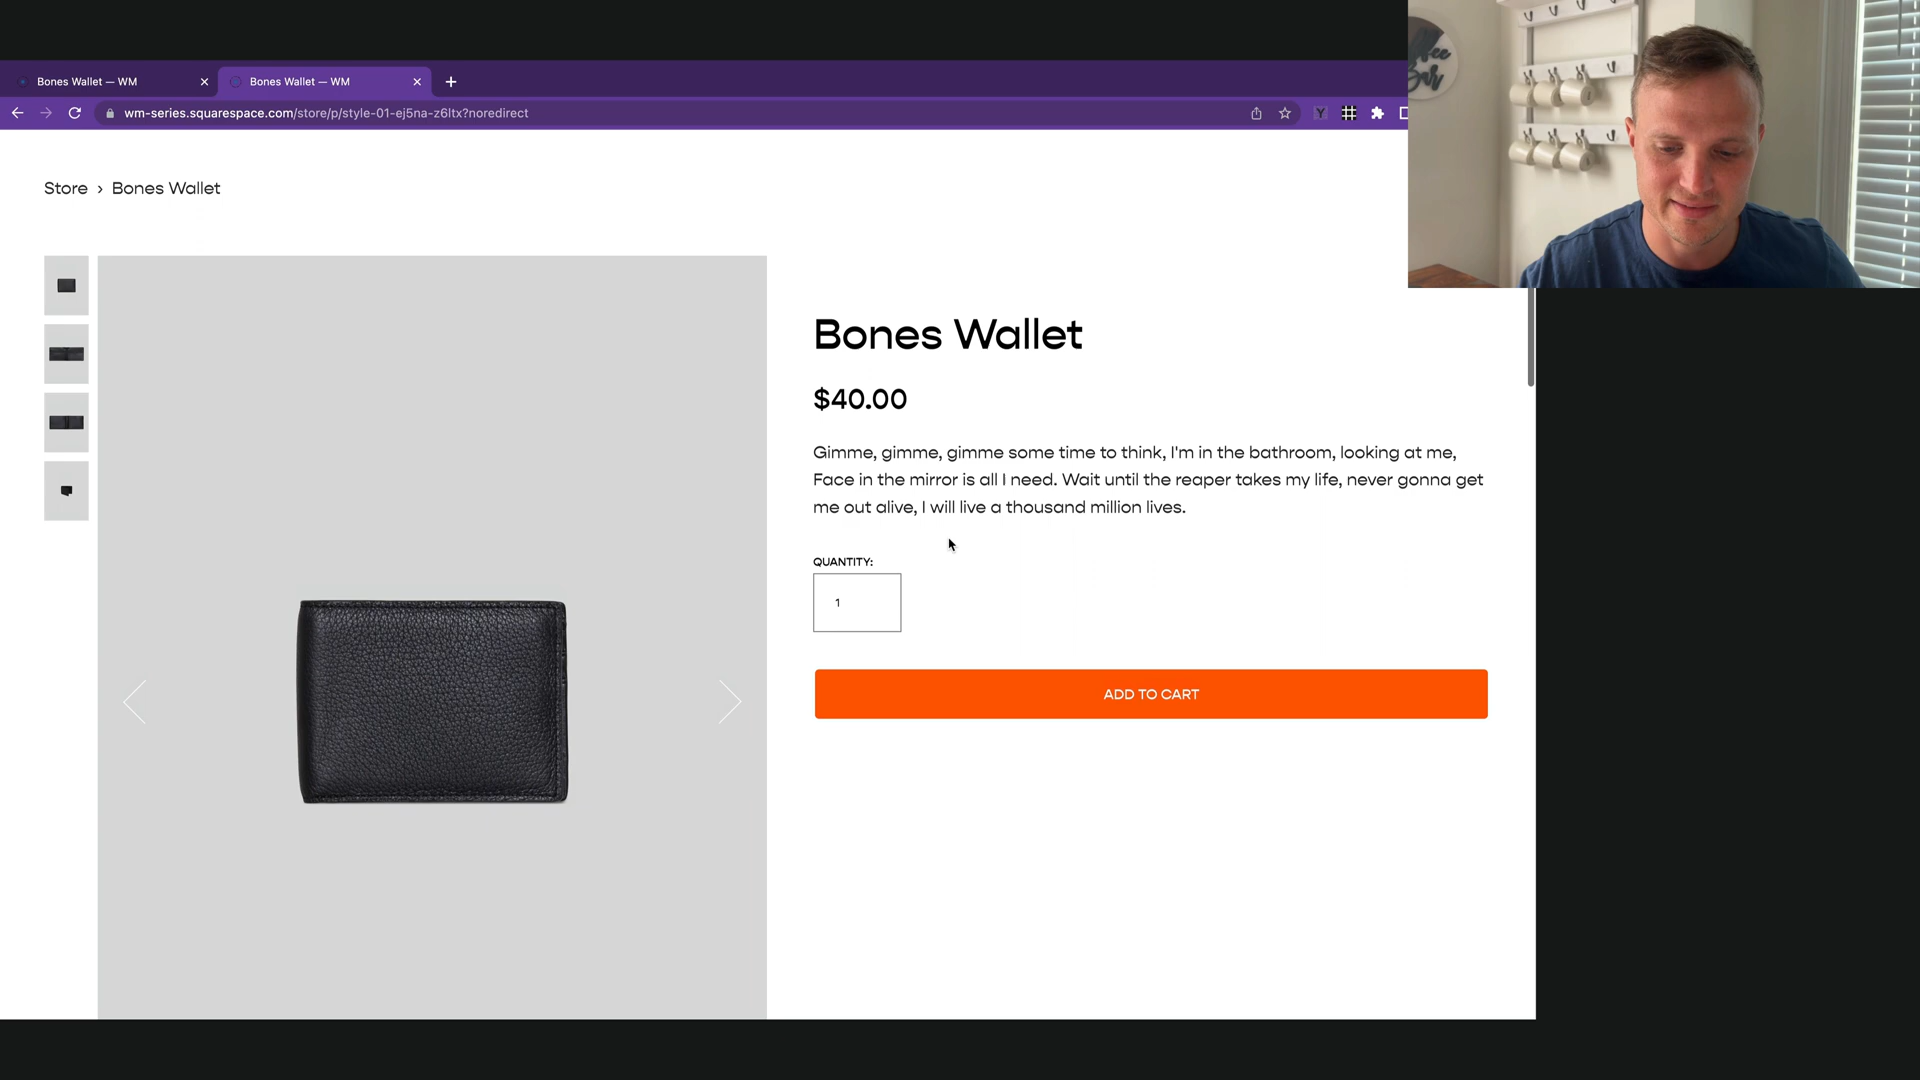 Bones Wallet — WM
Bones Wallet — WM
wm-series.squarespace.com/store/p/style-01-ej5na-z6ltx?noredirect
Store › Bones Wallet
Bones Wallet
$40.00
Gimme, gimme, gimme some time to think, I'm in the bathroom, looking at me,
Face in the mirror is all I need. Wait until the reaper takes my life, never gonna get
me out alive, I will live a thousand million lives.
QUANTITY:
1
ADD TO CART
Bar